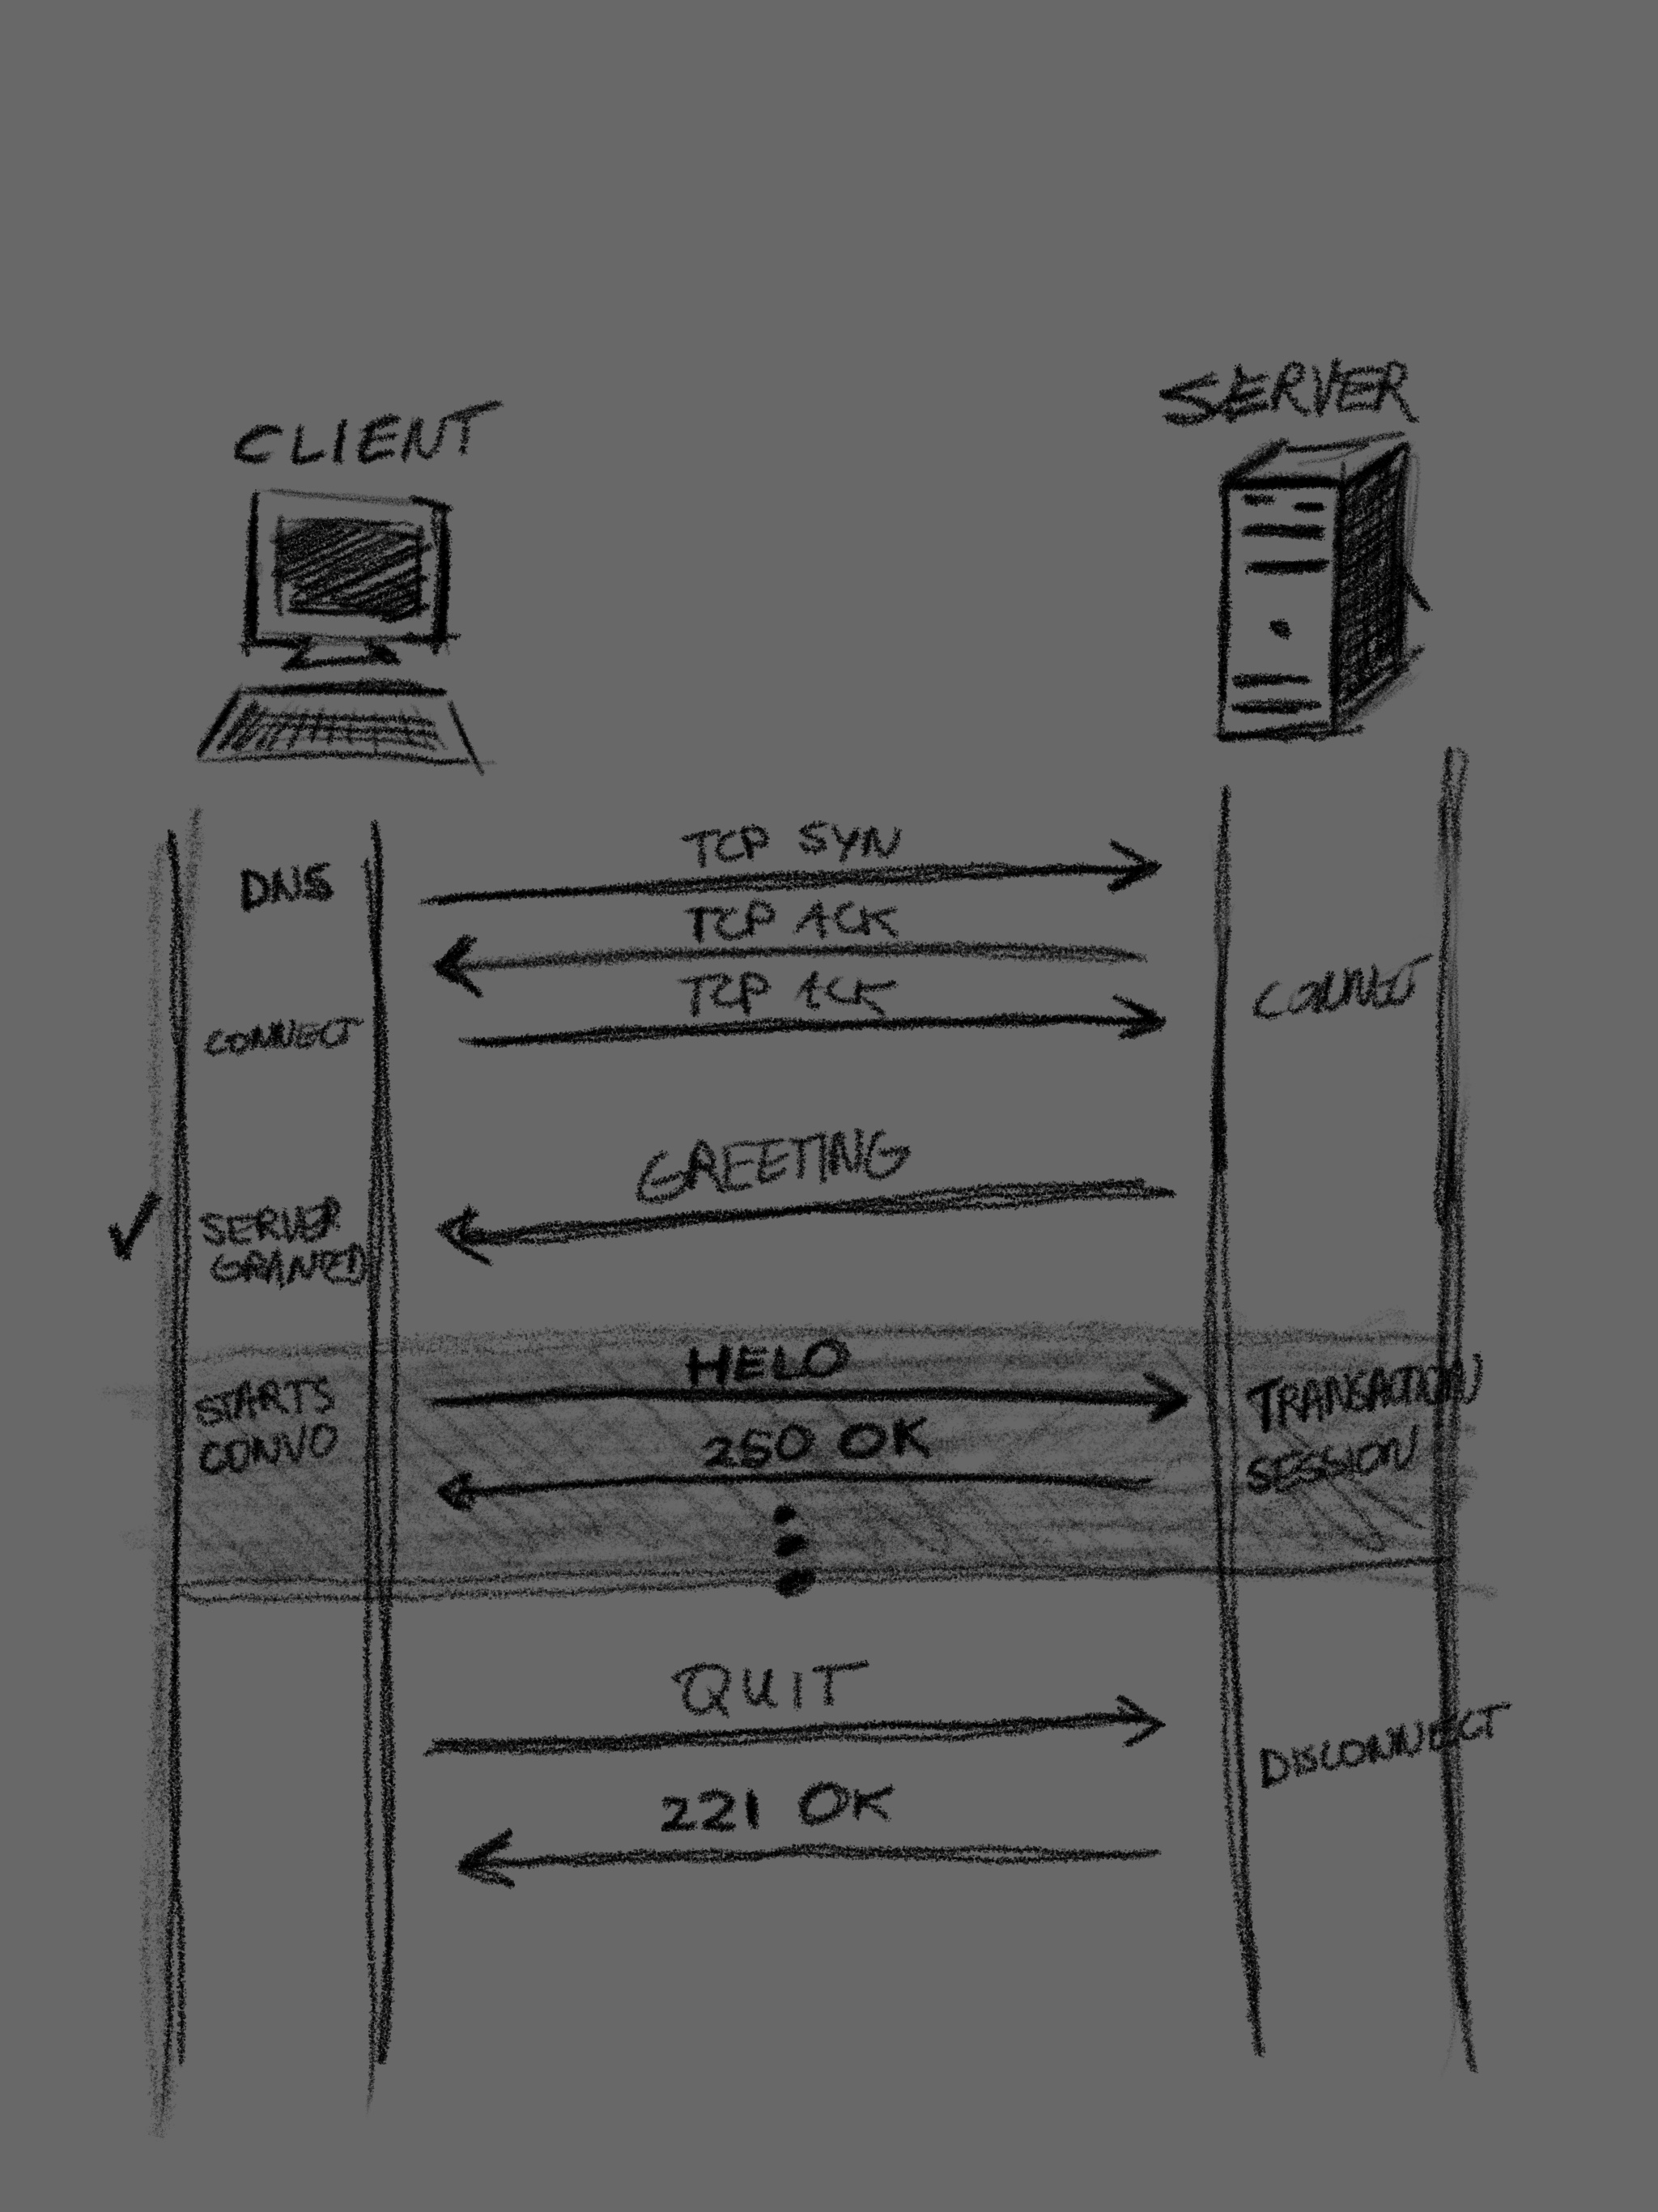 CLIENT
SERVER
TCP SYN
DNS
TCP ACK
TCP ACK
CONNECT
CONNECT
GREETING
SERVER
GRANTED
HELO
STARTS
CONVO
TRANSACTION
SESSION
250 OK
QUIT
DISCONNECT
221 OK